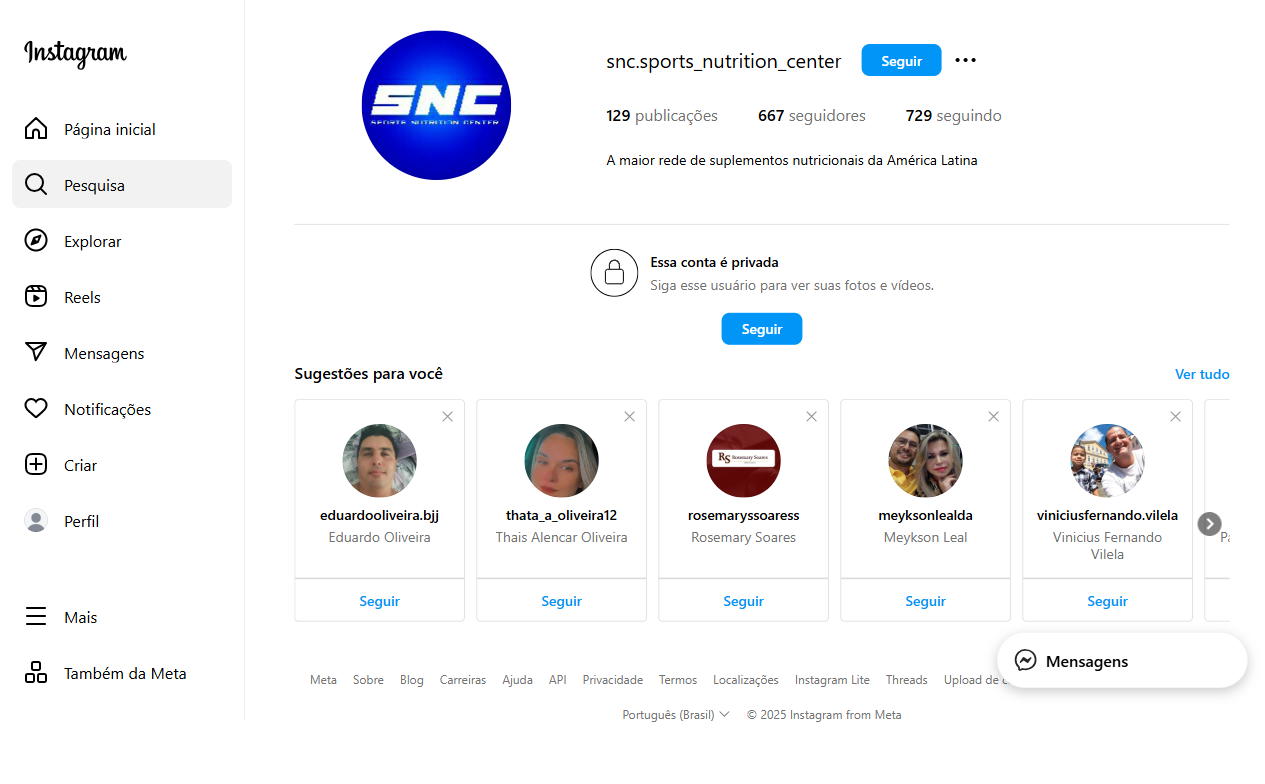 Instagram
Página inicial
Pesquisa
Explorar
Reels
Mensagens
Notificações
Criar
Perfil
Mais
Também da Meta
SNC
SPORTS NUTRITION CENTER
snc.sports_nutrition_center Seguir
129 publicações 667 seguidores 729 seguindo
A maior rede de suplementos nutricionais da América Latina
Essa conta é privada
Siga esse usuário para ver suas fotos e vídeos.
Seguir
Sugestões para você Ver tudo
RS Rosemary Soares
eduardooliveira.bjj thata_a_oliveira12 rosemaryssoaress meyksonlealda viniciusfernando.vilela
Eduardo Oliveira Thais Alencar Oliveira Rosemary Soares Meykson Leal Vinicius Fernando
Vilela
Seguir Seguir Seguir Seguir Seguir
Mensagens
Meta Sobre Blog Carreiras Ajuda API Privacidade Termos Localizações Instagram Lite Threads Upload de
Português (Brasil) © 2025 Instagram from Meta